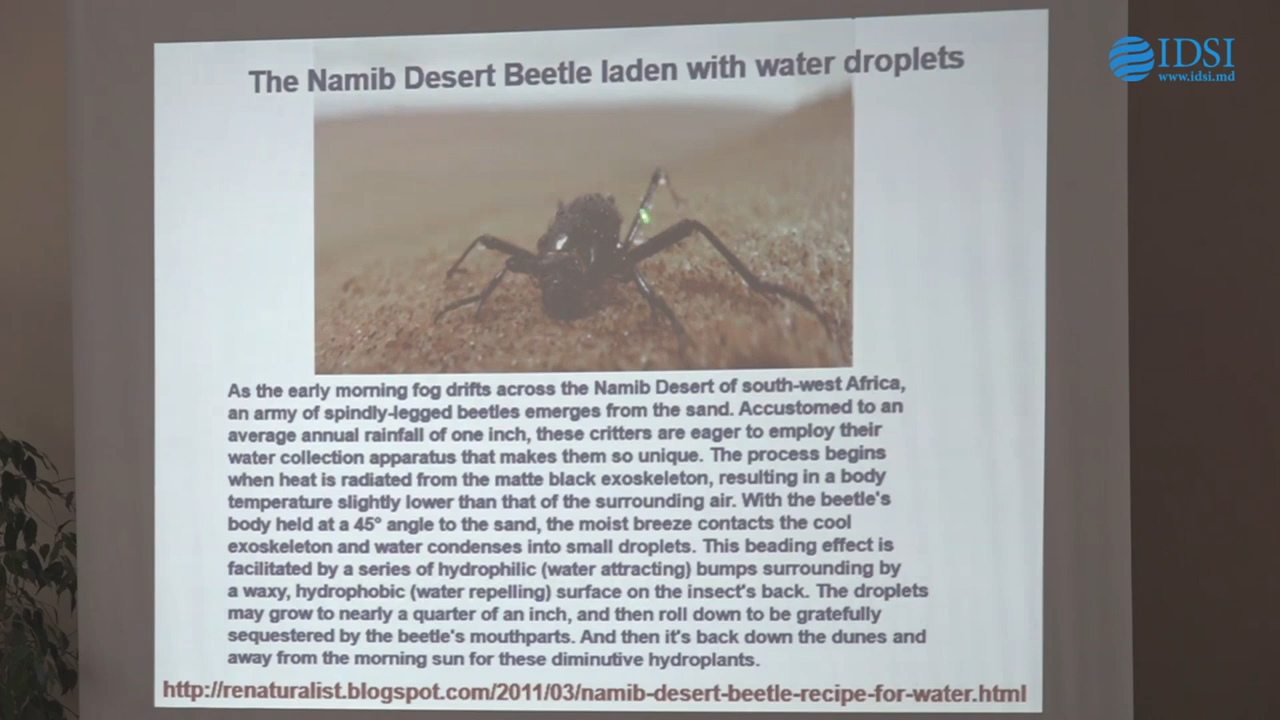 The Namib Desert Beetle laden with water droplets
IDSI
www.idsi.md
As the early morning fog drifts across the Namib Desert of south-west Africa,
an army of spindly-legged beetles emerges from the sand. Accustomed to an
average annual rainfall of one inch, these critters are eager to employ their
water collection apparatus that makes them so unique. The process begins
when heat is radiated from the matte black exoskeleton, resulting in a body
temperature slightly lower than that of the surrounding air. With the beetle's
body held at a 45° angle to the sand, the moist breeze contacts the cool
exoskeleton and water condenses into small droplets. This beading effect is
facilitated by a series of hydrophilic (water attracting) bumps surrounding by
a waxy, hydrophobic (water repelling) surface on the insect's back. The droplets
may grow to nearly a quarter of an inch, and then roll down to be gratefully
sequestered by the beetle's mouthparts. And then it's back down the dunes and
away from the morning sun for these diminutive hydroplants.
http://renaturalist.blogspot.com/2011/03/namib-desert-beetle-recipe-for-water.html